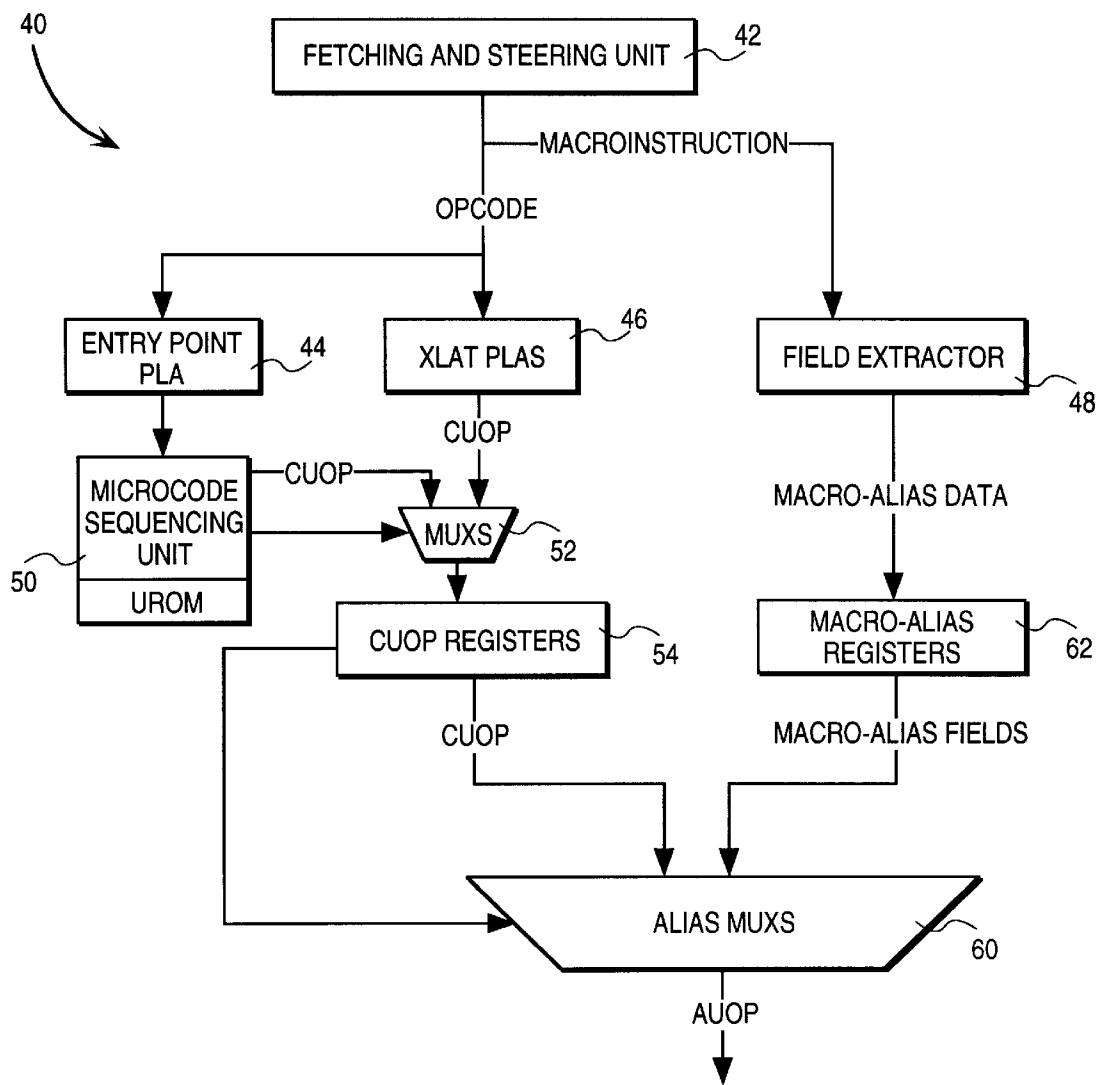 40
FETCHING AND STEERING UNIT
42
MACROINSTRUCTION
OPCODE
ENTRY POINT
PLA
44
XLAT PLAS
46
FIELD EXTRACTOR
48
CUOP
CUOP
MICROCODE
SEQUENCING
UNIT
50
UROM
MUXS
52
MACRO-ALIAS DATA
CUOP REGISTERS
54
MACRO-ALIAS
REGISTERS
62
CUOP
MACRO-ALIAS FIELDS
ALIAS MUXS
60
AUOP